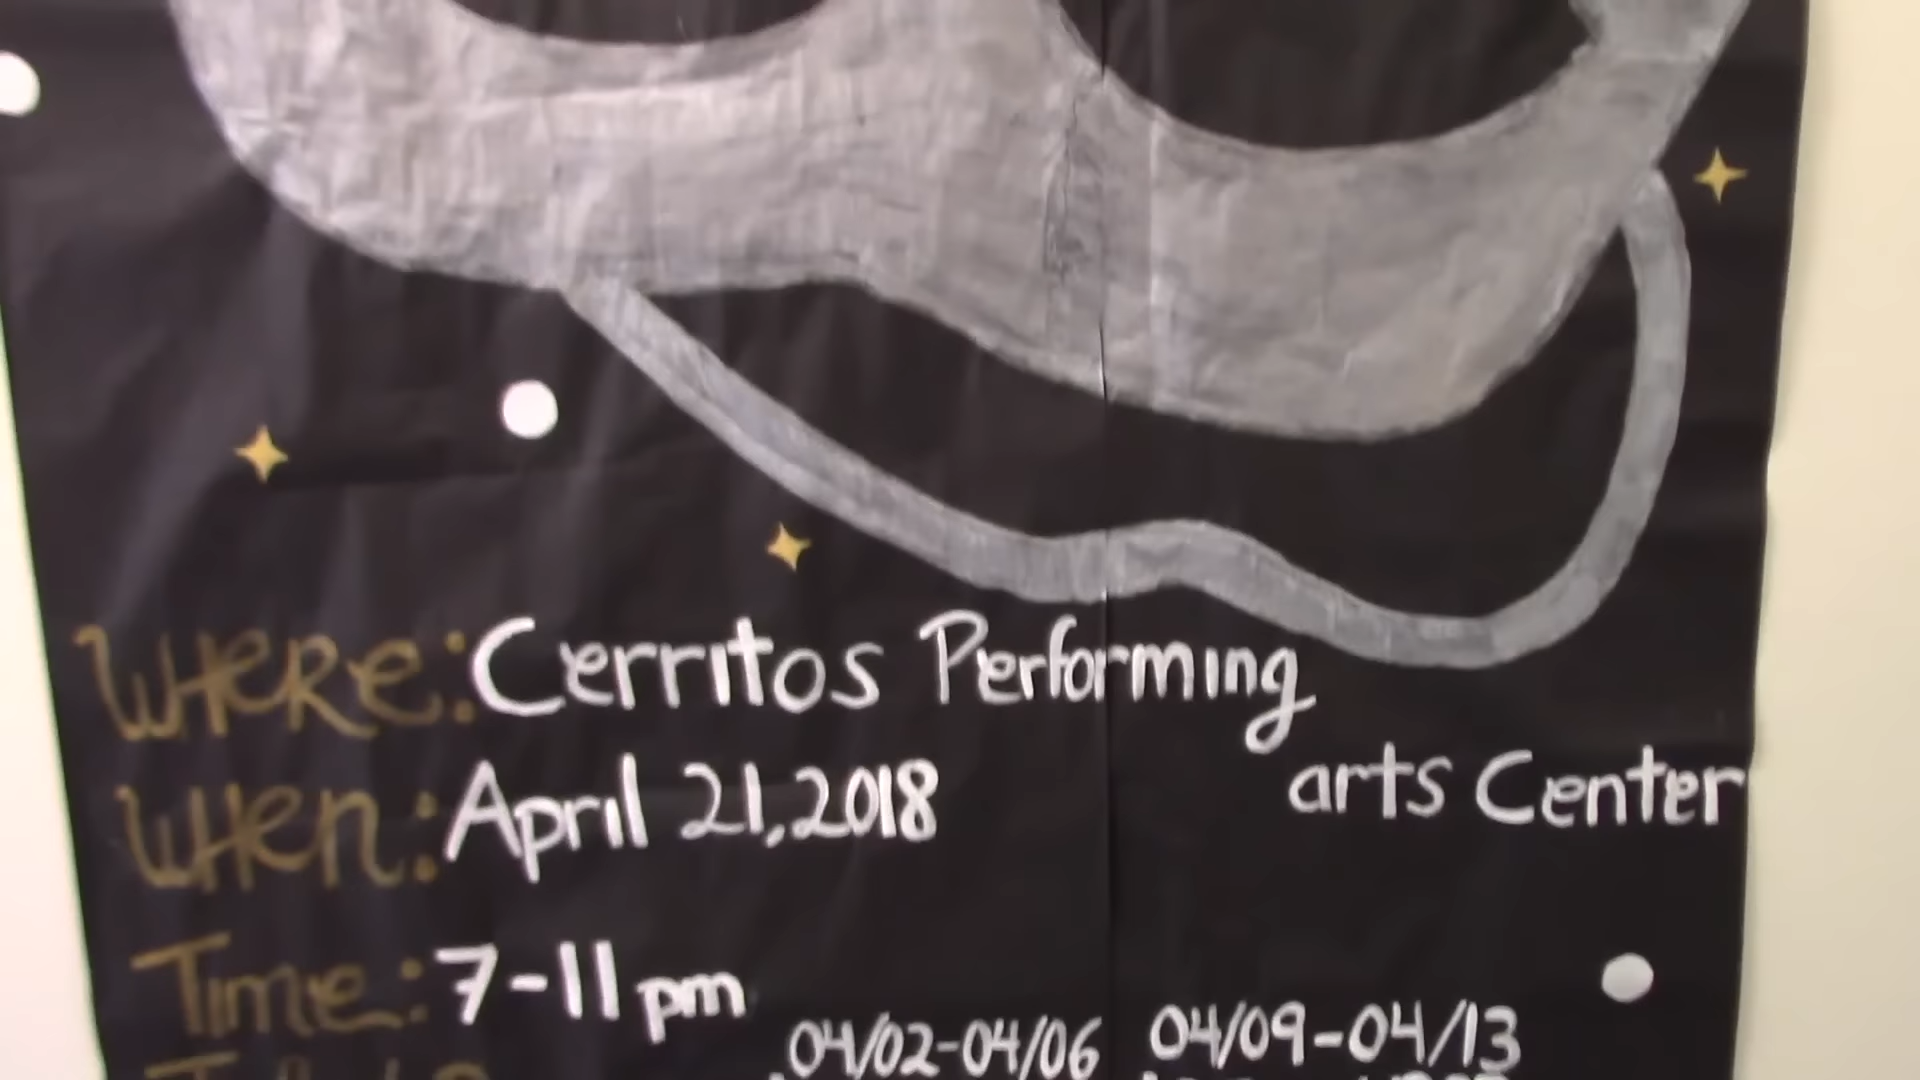 WHERE: Cerritos Performing
arts Center
WHEN: April 21, 2018
Time: 7-11 pm
04/02-04/06 04/09-04/13